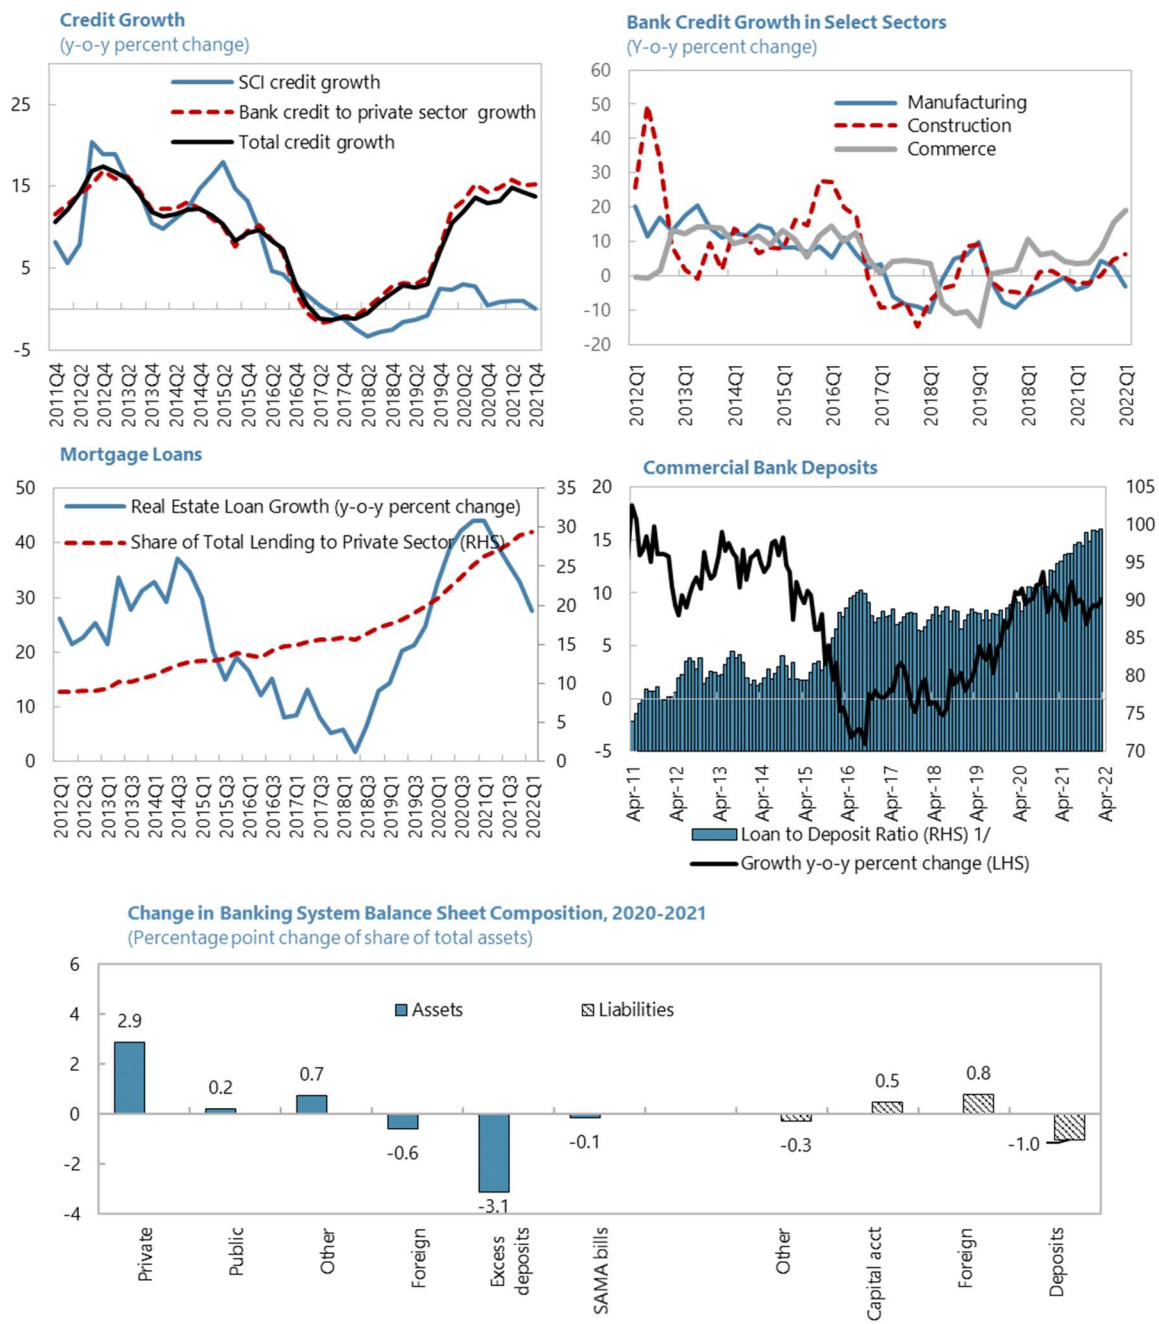 Credit Growth
(y-o-y percent change)
SCI credit growth
Bank credit to private sector growth
Total credit growth
25
15
5
-5
2011Q4
2012Q2
2012Q4
2013Q2
2013Q4
2014Q2
2014Q4
2015Q2
2015Q4
2016Q2
2016Q4
2017Q2
2017Q4
2018Q2
2018Q4
2019Q2
2019Q4
2020Q2
2020Q4
2021Q2
2021Q4
Bank Credit Growth in Select Sectors
(Y-o-y percent change)
Manufacturing
Construction
Commerce
60
50
40
30
20
10
0
-10
-20
2012Q1
2013Q1
2014Q1
2015Q1
2016Q1
2017Q1
2018Q1
2019Q1
2018Q1
2021Q1
2022Q1
Mortgage Loans
Real Estate Loan Growth (y-o-y percent change)
Share of Total Lending to Private Sector (RHS)
50
40
30
20
10
0
35
30
25
20
15
10
5
0
2012Q1
2012Q3
2013Q1
2013Q3
2014Q1
2014Q3
2015Q1
2015Q3
2016Q1
2016Q3
2017Q1
2017Q3
2018Q1
2018Q3
2019Q1
2019Q3
2020Q1
2020Q3
2021Q1
2021Q3
2022Q1
Commercial Bank Deposits
20
15
10
5
0
-5
105
100
95
90
85
80
75
70
Apr-11
Apr-12
Apr-13
Apr-14
Apr-15
Apr-16
Apr-17
Apr-18
Apr-19
Apr-20
Apr-21
Apr-22
Loan to Deposit Ratio (RHS) 1/
Growth y-o-y percent change (LHS)
Change in Banking System Balance Sheet Composition, 2020-2021
(Percentage point change of share of total assets)
Assets
Liabilities
6
4
2
0
-2
-4
2.9
0.2
0.7
-0.6
-3.1
-0.1
-0.3
0.5
0.8
-1.0
Private
Public
Other
Foreign
Excess
deposits
SAMA bills
Other
Capital acct
Foreign
Deposits